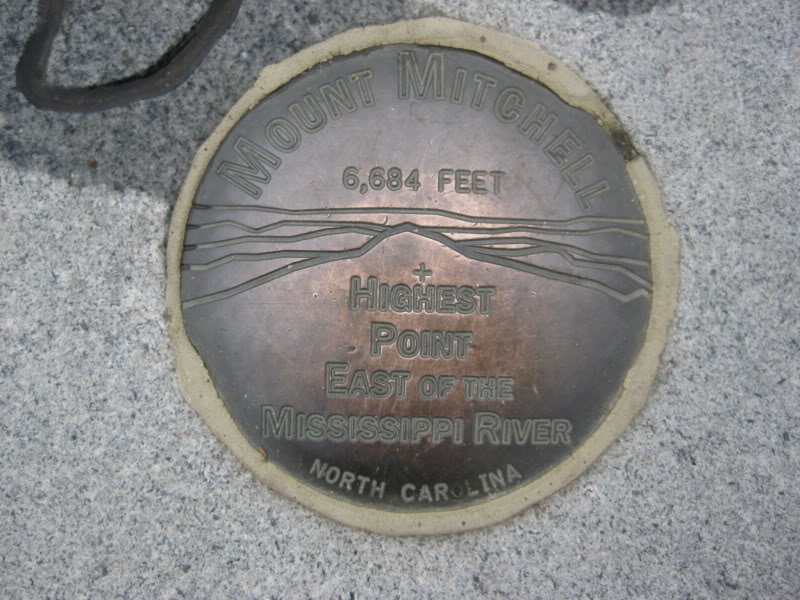 MOUNT MITCHELL
6,684 FEET
HIGHEST
POINT
EAST OF THE
MISSISSIPPI RIVER
NORTH CAROLINA